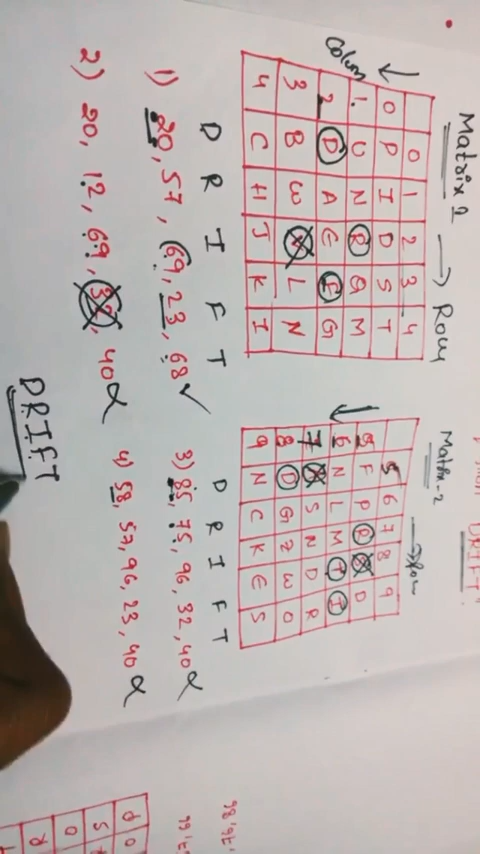 Matrix 1 → Row
Colum
0 1 2 3 4
0 P I D S T
1 U N R Q M
2 D A E I G
3 B W L N
4 C H J K I
D R I F T
1) 20, 57, 69, 23, 68 ✓
2) 20, 12, 69, 32, 40
DRIFT
DRIFT"
Matrix-2 → Row
5 6 7 8 9
5 F P R D
6 N L M I
7 S N D R
8 D G Z W O
9 N C K E S
D R I F T
3) 85, 75, 96, 32, 40
4) 58, 57, 96, 23, 40